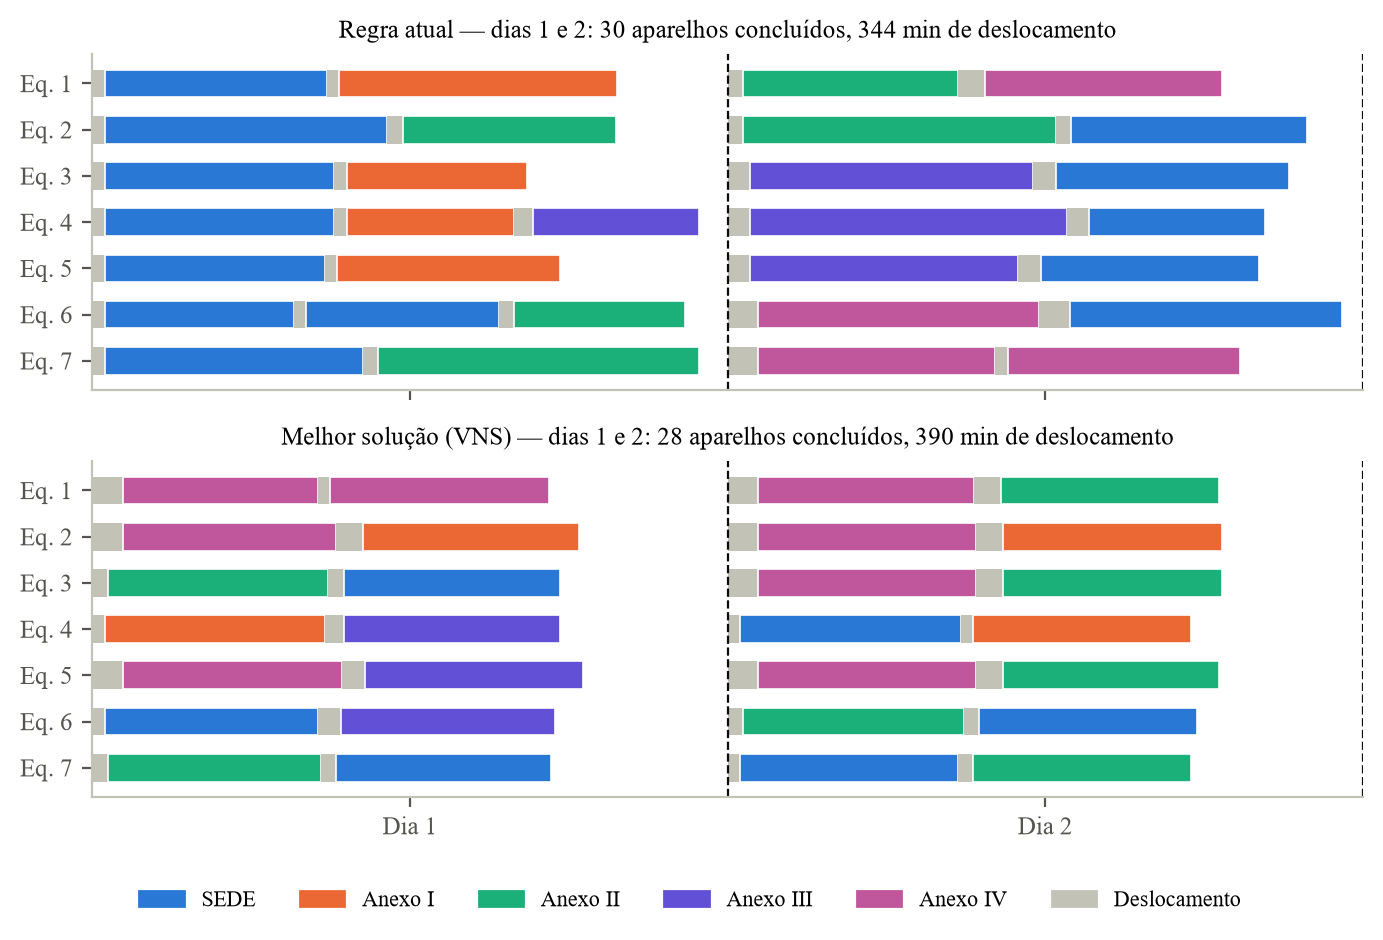 Regra atual — dias 1 e 2: 30 aparelhos concluídos, 344 min de deslocamento
Eq. 1
Eq. 2
Eq. 3
Eq. 4
Eq. 5
Eq. 6
Eq. 7
Melhor solução (VNS) — dias 1 e 2: 28 aparelhos concluídos, 390 min de deslocamento
Eq. 1
Eq. 2
Eq. 3
Eq. 4
Eq. 5
Eq. 6
Eq. 7
Dia 1 Dia 2
SEDE Anexo I Anexo II Anexo III Anexo IV Deslocamento